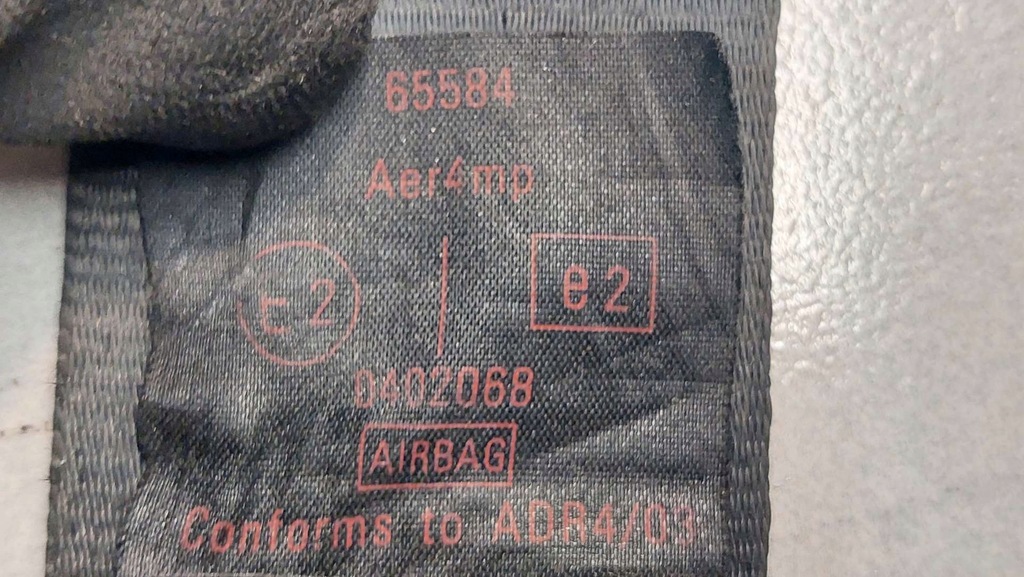 65584
Aer4mp
E2 | e2
0402068
AIRBAG
Conforms to ADR4/03